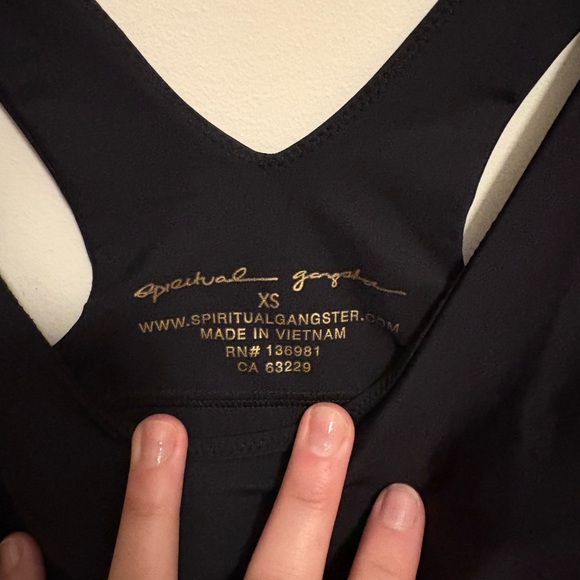 spiritual gangster
XS
WWW.SPIRITUALGANGSTER.COM
MADE IN VIETNAM
RN# 136981
CA 63229